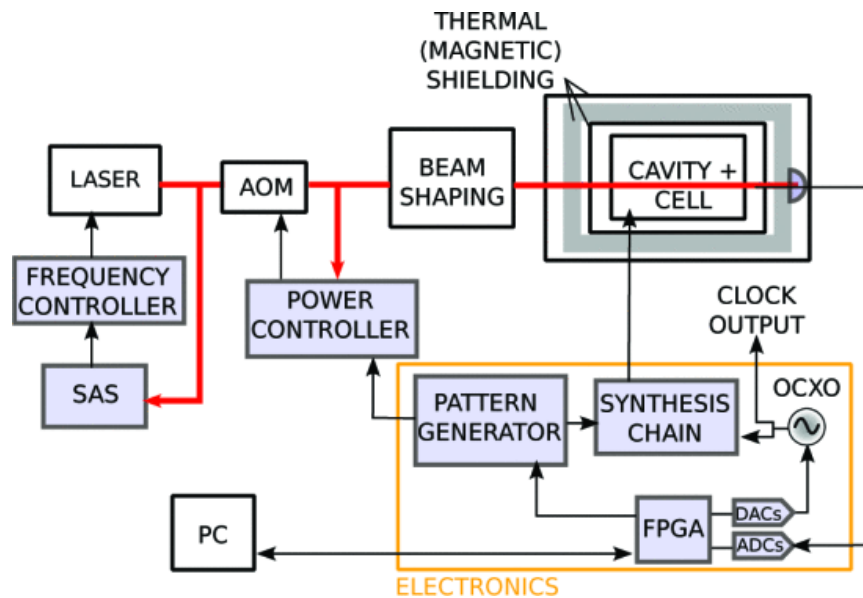 THERMAL
(MAGNETIC)
SHIELDING
LASER
AOM
BEAM
SHAPING
CAVITY +
CELL
FREQUENCY
CONTROLLER
POWER
CONTROLLER
CLOCK
OUTPUT
SAS
PATTERN
GENERATOR
SYNTHESIS
CHAIN
OCXO
PC
FPGA
DACs
ADCs
ELECTRONICS